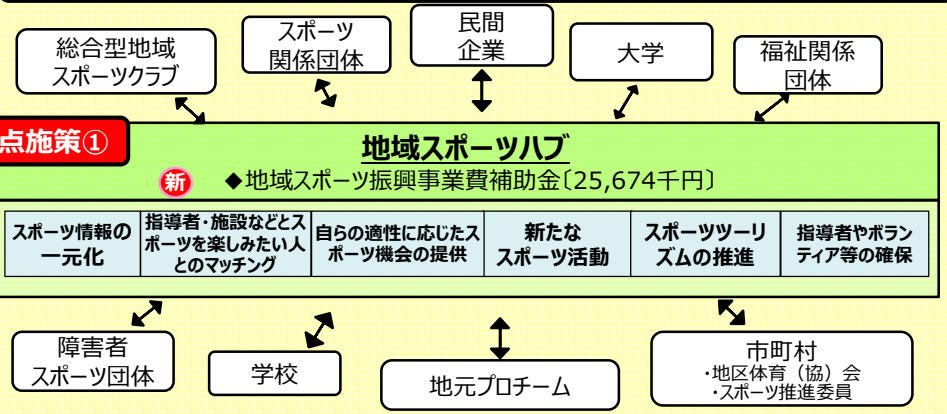 総合型地域
スポーツクラブ
スポーツ
関係団体
民間
企業
大学
福祉関係
団体
点施策①
地域スポーツハブ
新
◆地域スポーツ振興事業費補助金〔25,674千円〕
スポーツ情報の
一元化
指導者・施設などとス
ポーツを楽しみたい人
とのマッチング
自らの適性に応じたス
ポーツ機会の提供
新たな
スポーツ活動
スポーツツーリ
ズムの推進
指導者やボラン
ティア等の確保
障害者
スポーツ団体
学校
地元プロチーム
市町村
・地区体育（協）会
・スポーツ推進委員